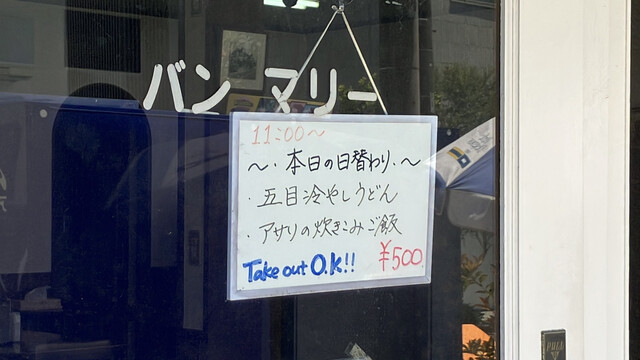 バン マリー
11:00〜
〜・本日の日替わり・〜
・五目冷やしうどん
・アサリの炊きこみご飯
Take out O.K!! ¥500